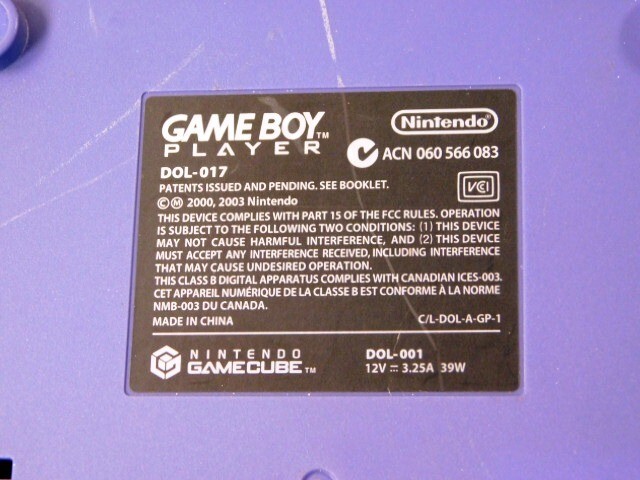 GAME BOY™
PLAYER
Nintendo®
ACN 060 566 083
DOL-017
PATENTS ISSUED AND PENDING. SEE BOOKLET.
VCI
©Ⓜ 2000, 2003 Nintendo
THIS DEVICE COMPLIES WITH PART 15 OF THE FCC RULES. OPERATION
IS SUBJECT TO THE FOLLOWING TWO CONDITIONS: (1) THIS DEVICE
MAY NOT CAUSE HARMFUL INTERFERENCE, AND (2) THIS DEVICE
MUST ACCEPT ANY INTERFERENCE RECEIVED, INCLUDING INTERFERENCE
THAT MAY CAUSE UNDESIRED OPERATION.
THIS CLASS B DIGITAL APPARATUS COMPLIES WITH CANADIAN ICES-003.
CET APPAREIL NUMÉRIQUE DE LA CLASSE B EST CONFORME À LA NORME
NMB-003 DU CANADA.
MADE IN CHINA
C/L-DOL-A-GP-1
NINTENDO
GAMECUBE™
DOL-001
12V ⎓ 3.25A 39W